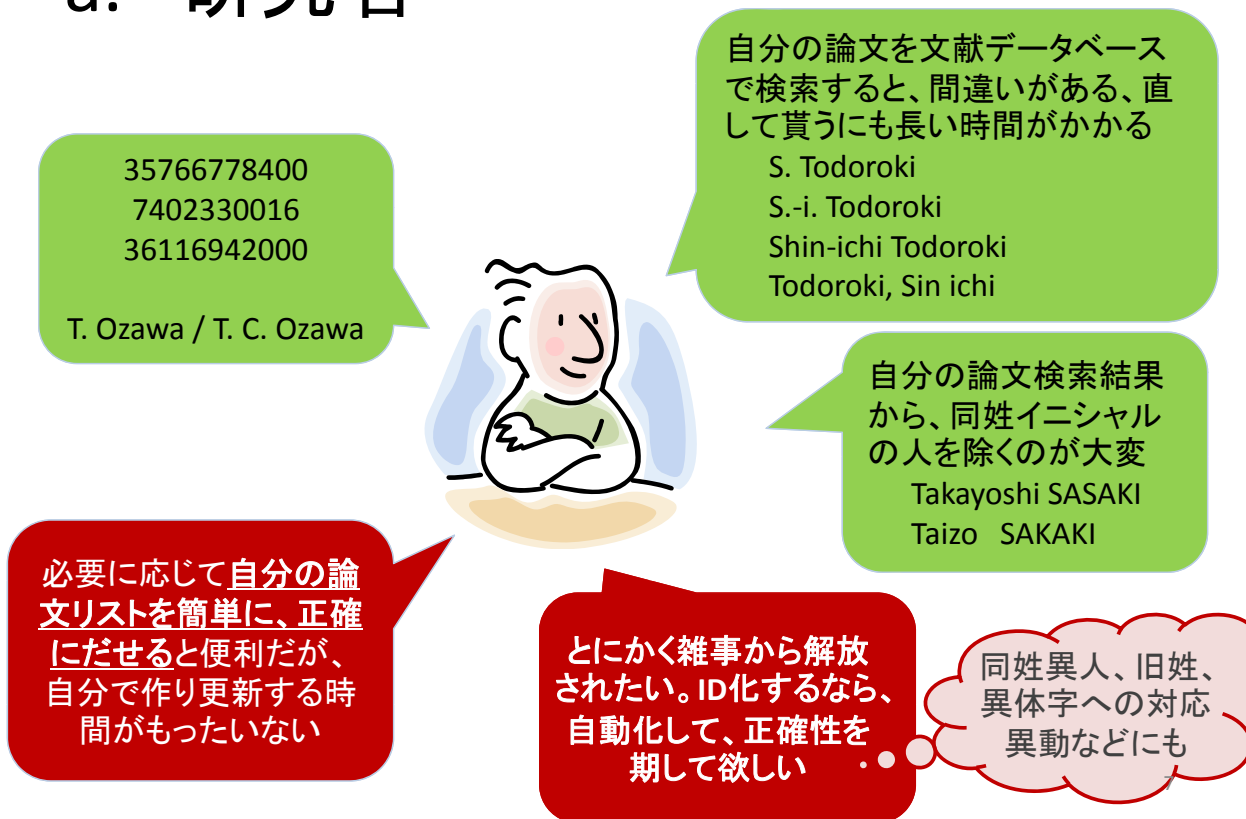 a. 研究者
35766778400
7402330016
36116942000
T. Ozawa / T. C. Ozawa
自分の論文を文献データベース
で検索すると、間違いがある、直
して貰うにも長い時間がかかる
S. Todoroki
S.-i. Todoroki
Shin-ichi Todoroki
Todoroki, Sin ichi
自分の論文検索結果
から、同姓イニシャル
の人を除くのが大変
Takayoshi SASAKI
Taizo SAKAKI
必要に応じて自分の論
文リストを簡単に、正確
にだせると便利だが、
自分で作り更新する時
間がもったいない
とにかく雑事から解放
されたい。ID化するなら、
自動化して、正確性を
期して欲しい
同姓異人、旧姓、
異体字への対応
異動などにも
7